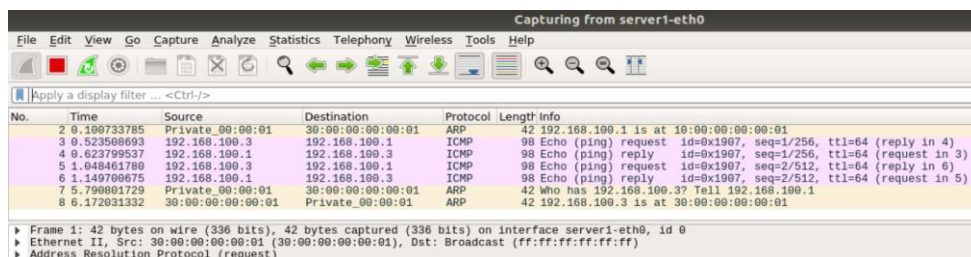 Capturing from server1-eth0
File Edit View Go Capture Analyze Statistics Telephony Wireless Tools Help
Apply a display filter ... <Ctrl-/>
No. Time Source Destination Protocol Length Info
2 0.100733785 Private_00:00:01 30:00:00:00:00:01 ARP 42 192.168.100.1 is at 10:00:00:00:00:01
3 0.523508693 192.168.100.3 192.168.100.1 ICMP 98 Echo (ping) request id=0x1907, seq=1/256, ttl=64 (reply in 4)
4 0.623799537 192.168.100.1 192.168.100.3 ICMP 98 Echo (ping) reply id=0x1907, seq=1/256, ttl=64 (request in 3)
5 1.048461780 192.168.100.3 192.168.100.1 ICMP 98 Echo (ping) request id=0x1907, seq=2/512, ttl=64 (reply in 6)
6 1.149700675 192.168.100.1 192.168.100.3 ICMP 98 Echo (ping) reply id=0x1907, seq=2/512, ttl=64 (request in 5)
7 5.790801729 Private_00:00:01 30:00:00:00:00:01 ARP 42 Who has 192.168.100.3? Tell 192.168.100.1
8 6.172031332 30:00:00:00:00:01 Private_00:00:01 ARP 42 192.168.100.3 is at 30:00:00:00:00:01
Frame 1: 42 bytes on wire (336 bits), 42 bytes captured (336 bits) on interface server1-eth0, id 0
Ethernet II, Src: 30:00:00:00:00:01 (30:00:00:00:00:01), Dst: Broadcast (ff:ff:ff:ff:ff:ff)
Address Resolution Protocol (request)